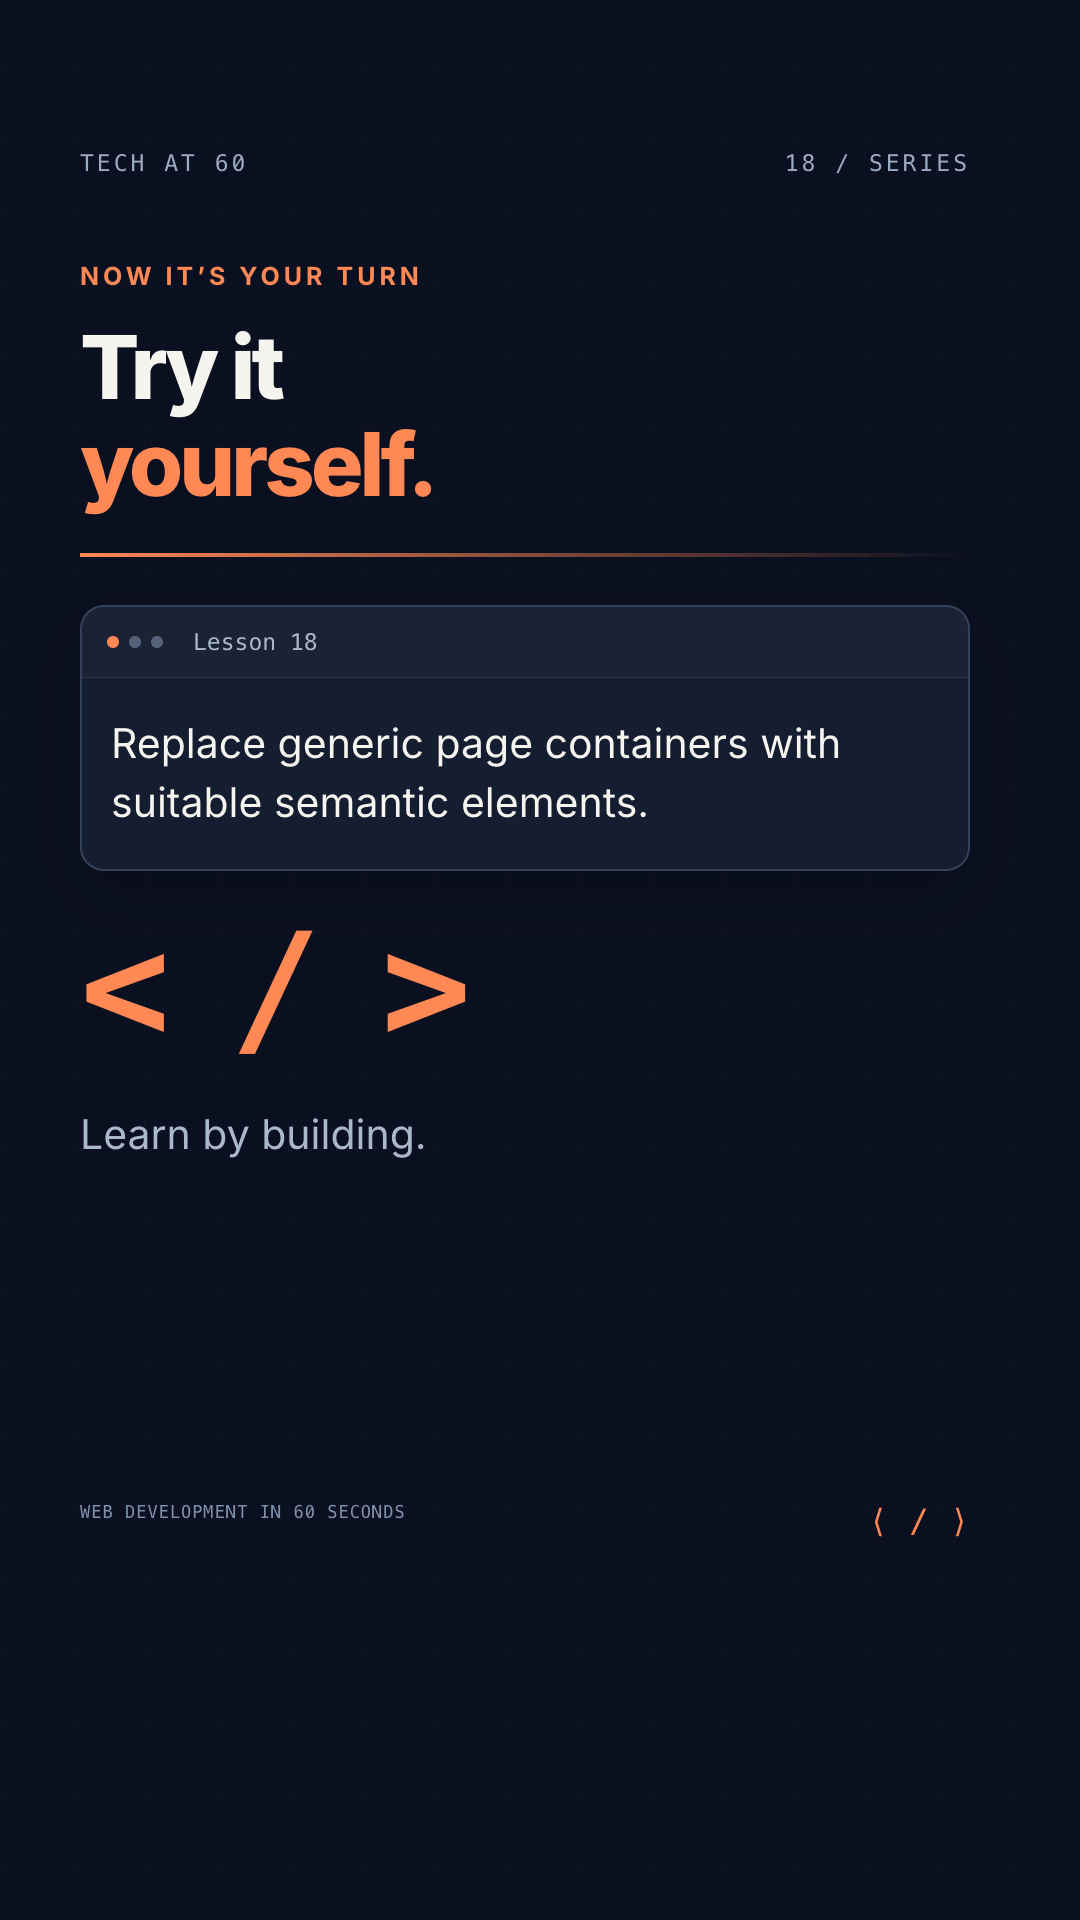 TECH AT 60
18 / SERIES
NOW IT’S YOUR TURN
Try it
yourself.
Lesson 18
Replace generic page containers with
suitable semantic elements.
< / >
Learn by building.
WEB DEVELOPMENT IN 60 SECONDS
⟨ / ⟩